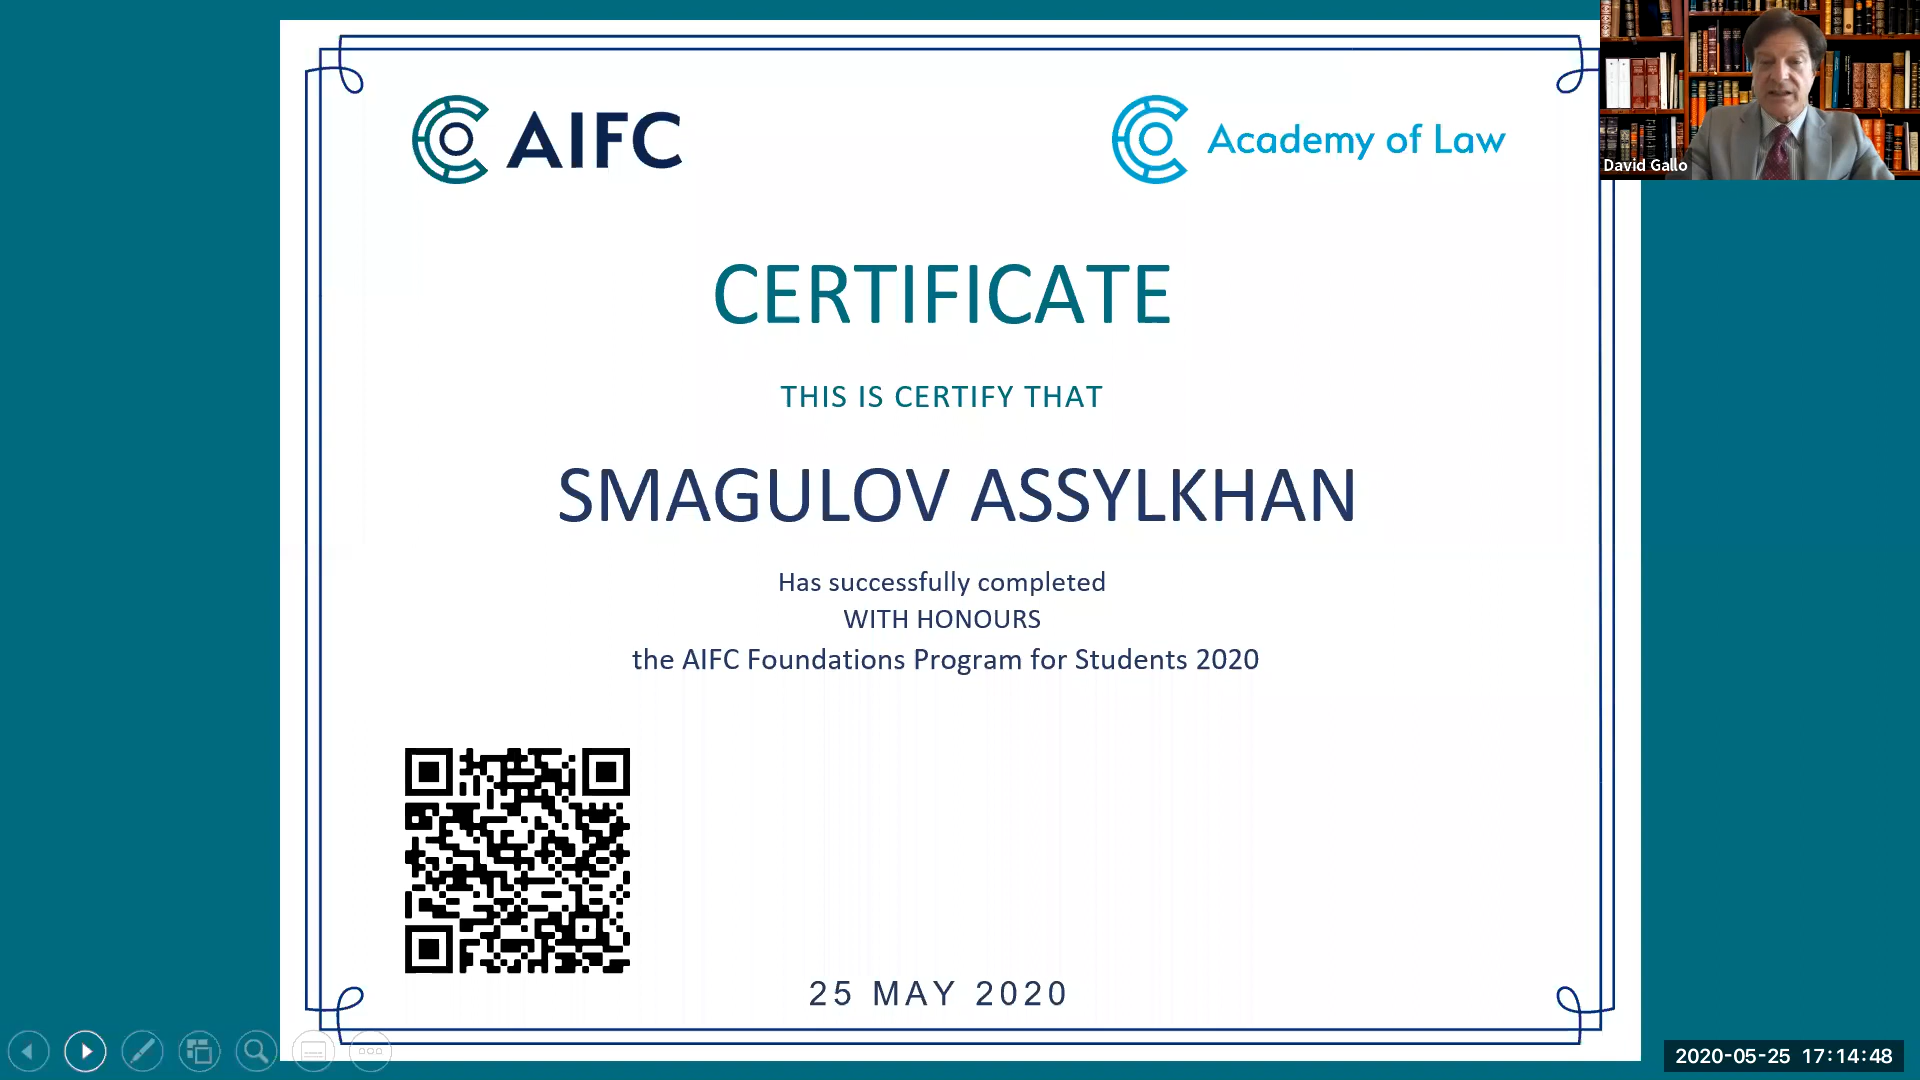 AIFC
Academy of Law
David Gallo
CERTIFICATE
THIS IS CERTIFY THAT
SMAGULOV ASSYLKHAN
Has successfully completed
WITH HONOURS
the AIFC Foundations Program for Students 2020
25 MAY 2020
2020-05-25 17:14:48